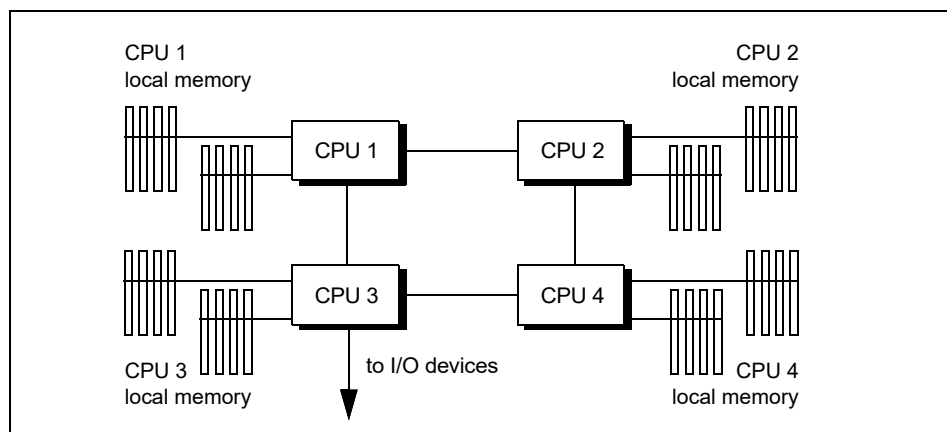 CPU 1
local memory
CPU 2
local memory
CPU 1
CPU 2
CPU 3
CPU 4
to I/O devices
CPU 3
local memory
CPU 4
local memory